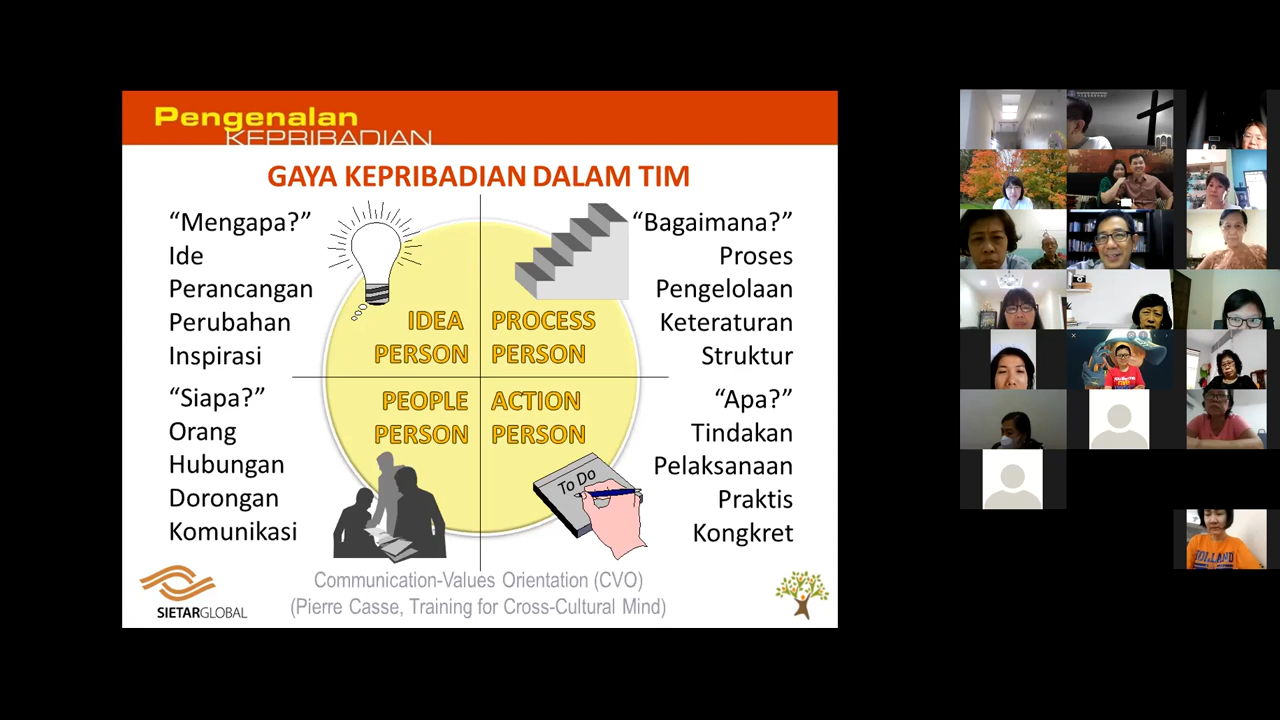 Pengenalan
KEPRIBADIAN
GAYA KEPRIBADIAN DALAM TIM
“Mengapa?”
Ide
Perancangan
Perubahan
Inspirasi
“Bagaimana?”
Proses
Pengelolaan
Keteraturan
Struktur
IDEA
PERSON
PROCESS
PERSON
PEOPLE
PERSON
ACTION
PERSON
“Siapa?”
Orang
Hubungan
Dorongan
Komunikasi
“Apa?”
Tindakan
Pelaksanaan
Praktis
Kongkret
To Do
Communication-Values Orientation (CVO)
(Pierre Casse, Training for Cross-Cultural Mind)
SIETARGLOBAL